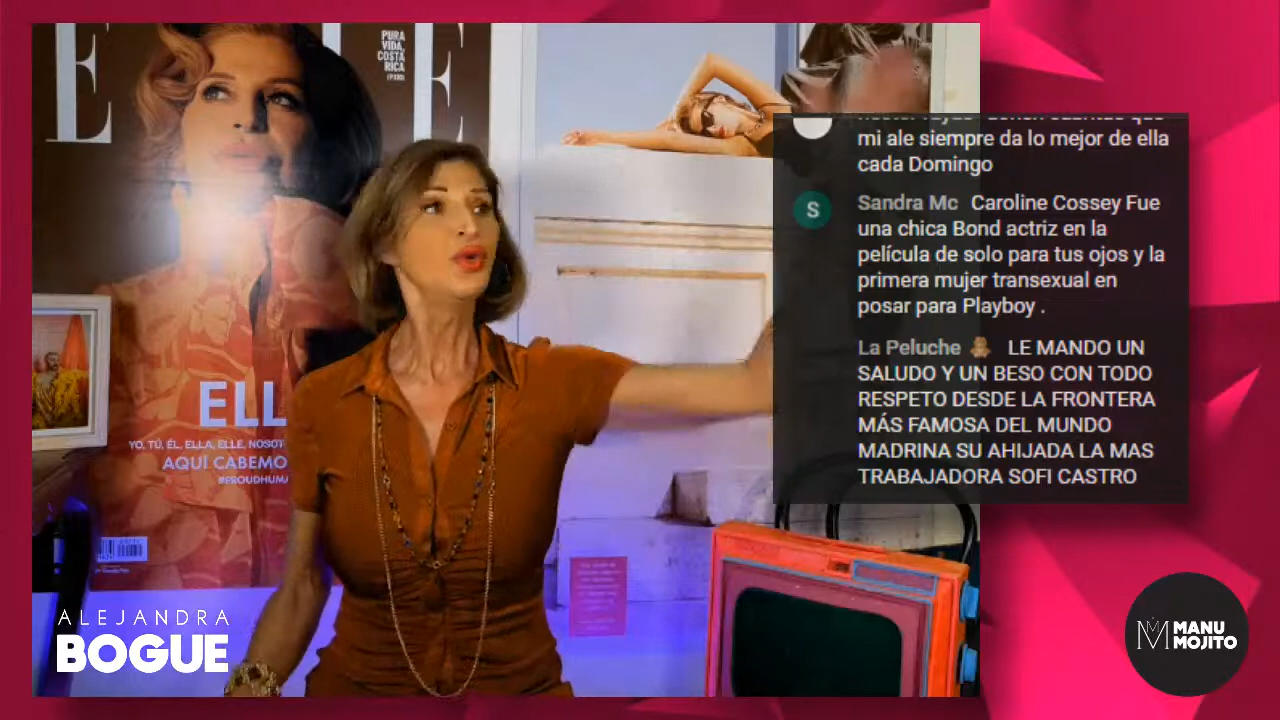 E
E
PURA
VIDA,
COSTA
RICA
mi ale siempre da lo mejor de ella
cada Domingo
S
Sandra Mc Caroline Cossey Fue
una chica Bond actriz en la
película de solo para tus ojos y la
primera mujer transexual en
posar para Playboy .
La Peluche LE MANDO UN
SALUDO Y UN BESO CON TODO
RESPETO DESDE LA FRONTERA
MÁS FAMOSA DEL MUNDO
MADRINA SU AHIJADA LA MAS
TRABAJADORA SOFI CASTRO
ELL
YO, TÚ, ÉL, ELLA, ELLE, NOSOT
AQUÍ CABEMO
#PROUDHUMA
ALEJANDRA
BOGUE
M MANU
MOJITO